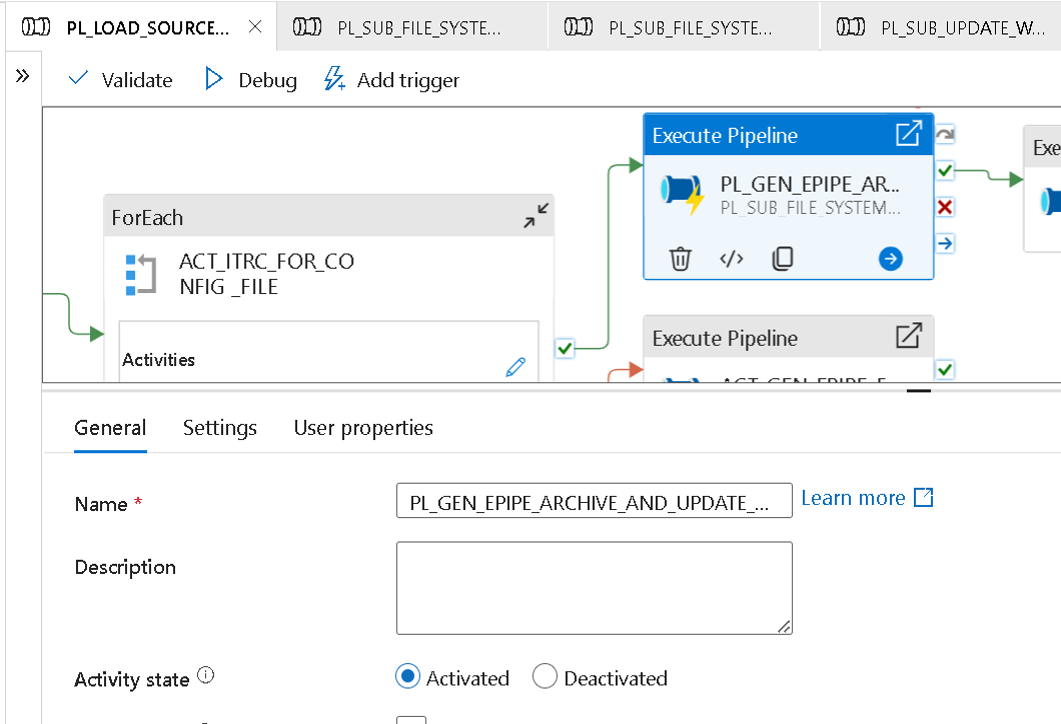 PL_LOAD_SOURCE...
PL_SUB_FILE_SYSTE...
PL_SUB_FILE_SYSTE...
PL_SUB_UPDATE_W...
Validate
Debug
Add trigger
Execute Pipeline
PL_GEN_EPIPE_AR...
PL_SUB_FILE_SYSTEM...
Exe
ForEach
ACT_ITRC_FOR_CO
NFIG _FILE
Activities
Execute Pipeline
General
Settings
User properties
Name *
PL_GEN_EPIPE_ARCHIVE_AND_UPDATE_...
Learn more
Description
Activity state
Activated
Deactivated